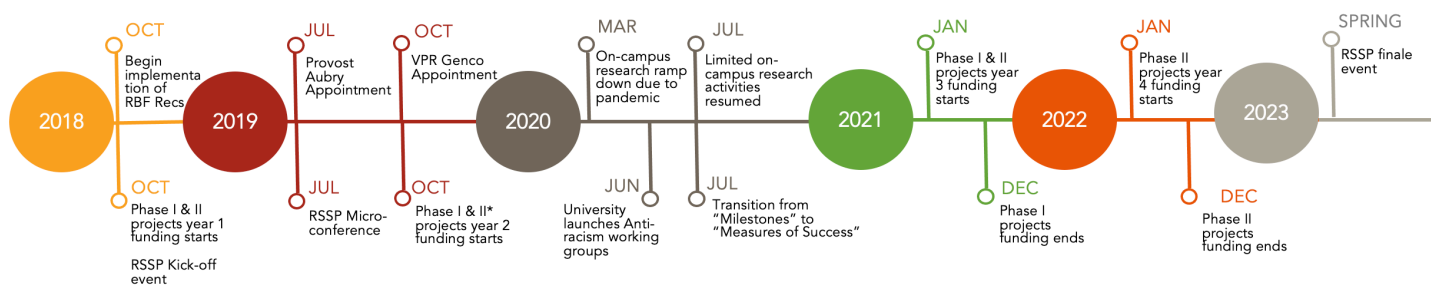 2018
OCT
Begin
implementa
tion of
RBF Recs
OCT
Phase I & II
projects year 1
funding starts
RSSP Kick-off
event
2019
JUL
Provost
Aubry
Appointment
JUL
RSSP Micro-
conference
OCT
VPR Genco
Appointment
OCT
Phase I & II*
projects year 2
funding starts
2020
MAR
On-campus
research ramp
down due to
pandemic
JUN
University
launches Anti-
racism working
groups
JUL
Limited on-
campus research
activities
resumed
JUL
Transition from
“Milestones” to
“Measures of Success”
2021
JAN
Phase I & II
projects year
3 funding
starts
DEC
Phase I
projects
funding ends
2022
JAN
Phase II
projects year
4 funding
starts
DEC
Phase II
projects
funding ends
2023
SPRING
RSSP finale
event